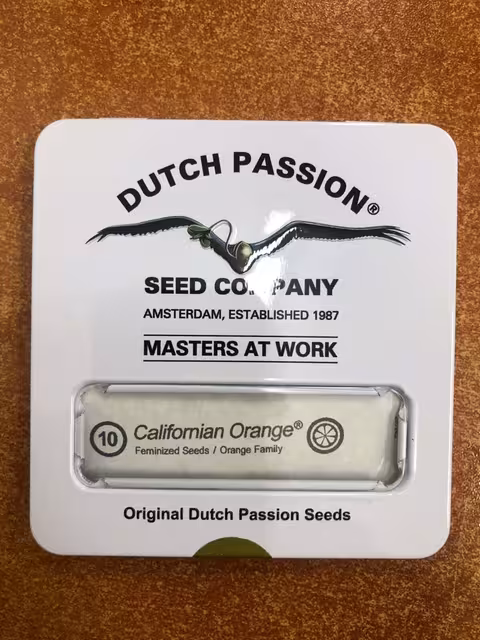 DUTCH PASSION®
SEED COMPANY
AMSTERDAM, ESTABLISHED 1987
MASTERS AT WORK
10
Californian Orange®
Feminized Seeds / Orange Family
Original Dutch Passion Seeds